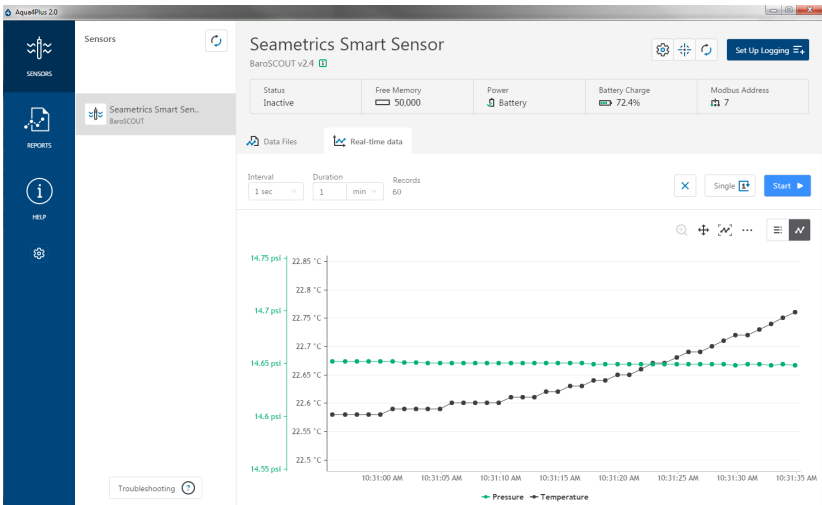 Aqua4Plus 2.0
SENSORS
REPORTS
HELP
Sensors
Seametrics Smart Sen..
BaroSCOUT
Troubleshooting ?
Seametrics Smart Sensor
BaroSCOUT v2.4
Set Up Logging
Status Free Memory Power Battery Charge Modbus Address
Inactive 50,000 Battery 72.4% 7
Data Files Real-time data
Interval Duration Records
1 sec 1 min 60
Single 1 Start
14.75 psi 22.85 °C
22.8 °C
14.7 psi
22.75 °C
22.7 °C
14.65 psi
22.65 °C
22.6 °C
14.6 psi
22.55 °C
22.5 °C
14.55 psi
10:31:00 AM 10:31:05 AM 10:31:10 AM 10:31:15 AM 10:31:20 AM 10:31:25 AM 10:31:30 AM 10:31:35 AM
Pressure Temperature